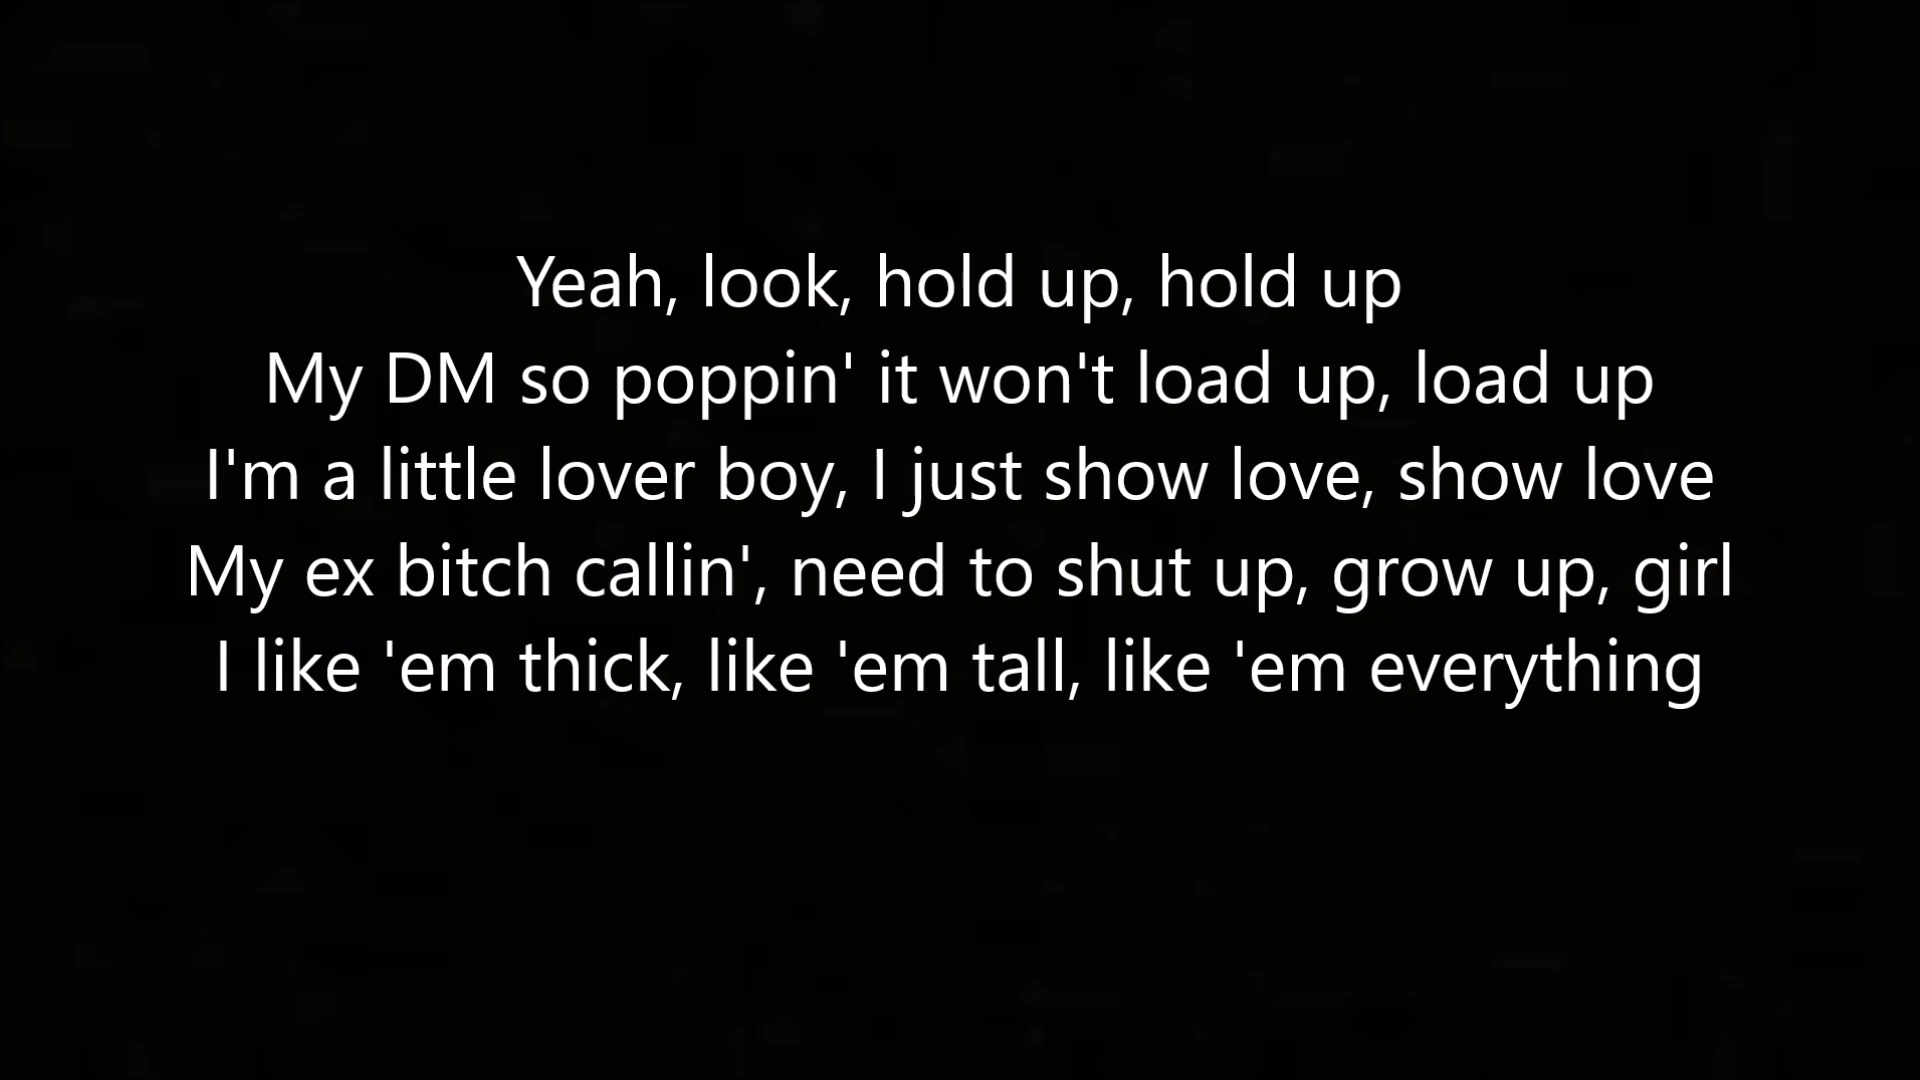 Yeah, look, hold up, hold up
My DM so poppin' it won't load up, load up
I'm a little lover boy, I just show love, show love
My ex bitch callin', need to shut up, grow up, girl
I like 'em thick, like 'em tall, like 'em everything